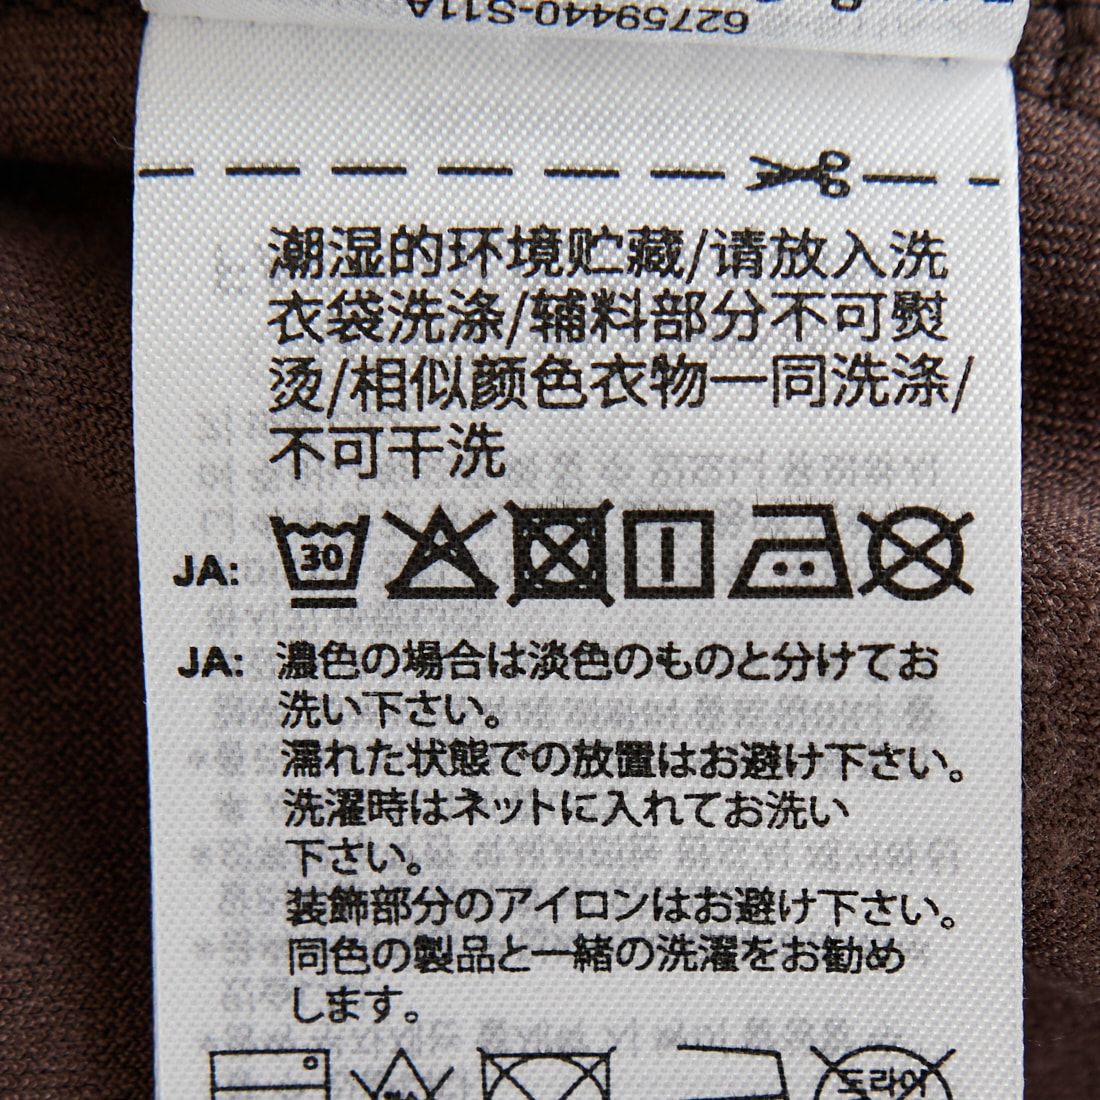 627759440-S11A
潮湿的环境贮藏/请放入洗
衣袋洗涤/辅料部分不可熨
烫/相似颜色衣物一同洗涤/
不可干洗
JA: 30
JA: 濃色の場合は淡色のものと分けてお
洗い下さい。
濡れた状態での放置はお避け下さい。
洗濯時はネットに入れてお洗い
下さい。
装飾部分のアイロンはお避け下さい。
同色の製品と一緒の洗濯をお勧め
します。
드라이